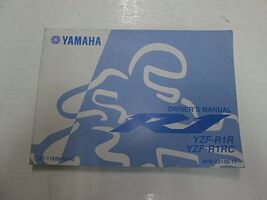 YAMAHA
OWNER'S MANUAL
R1
YZF-R1R
YZF-R1RC